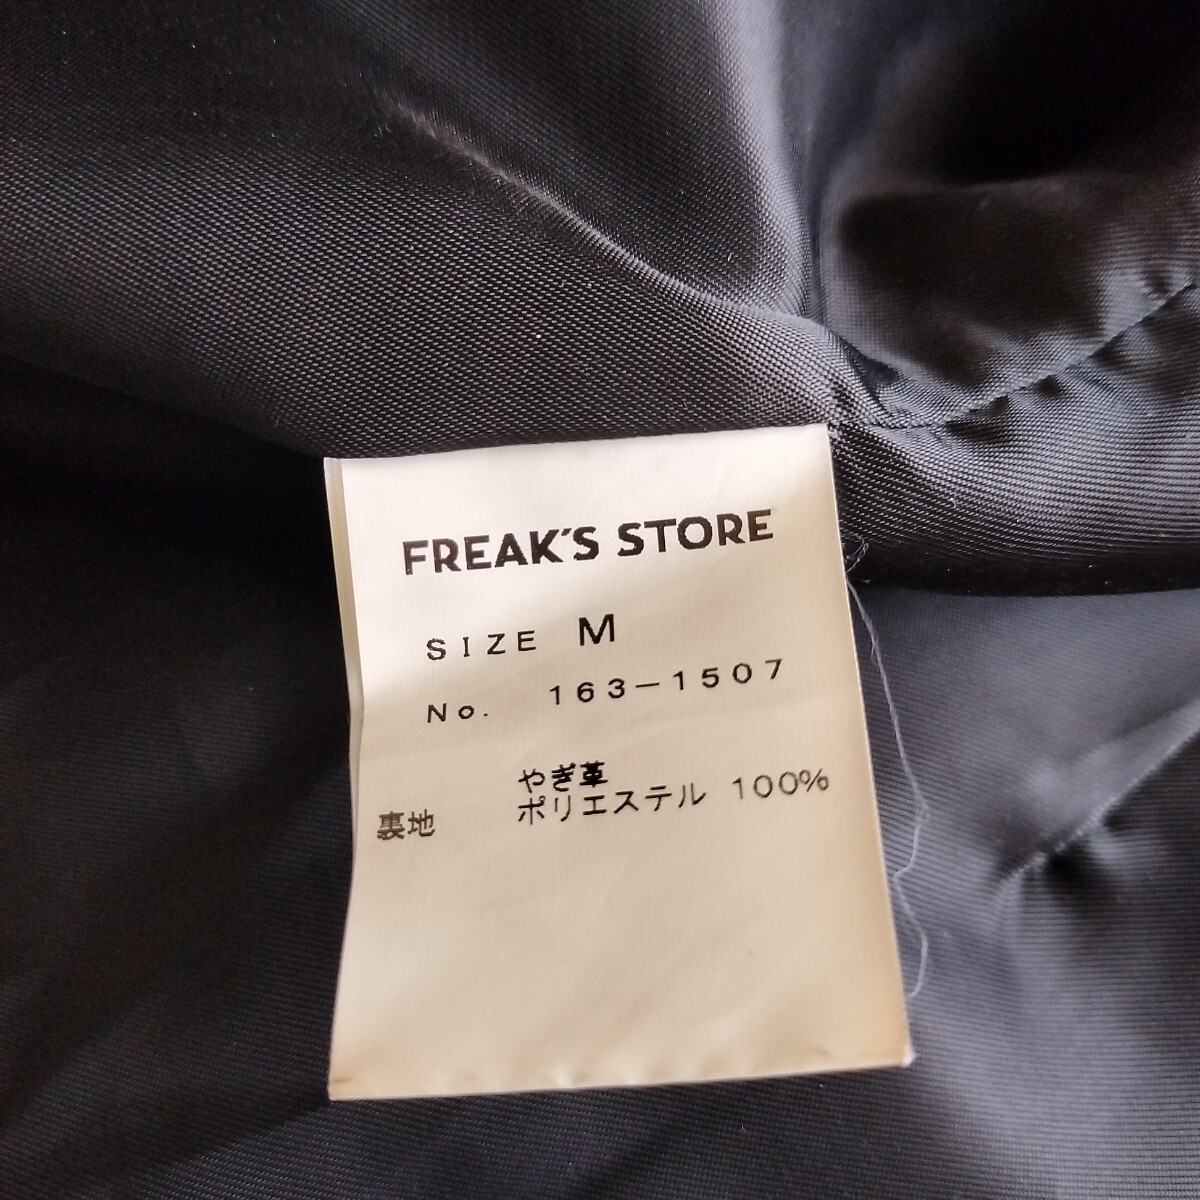 FREAK'S STORE
SIZE M
No. 163-1507
やぎ革
裏地 ポリエステル 100%